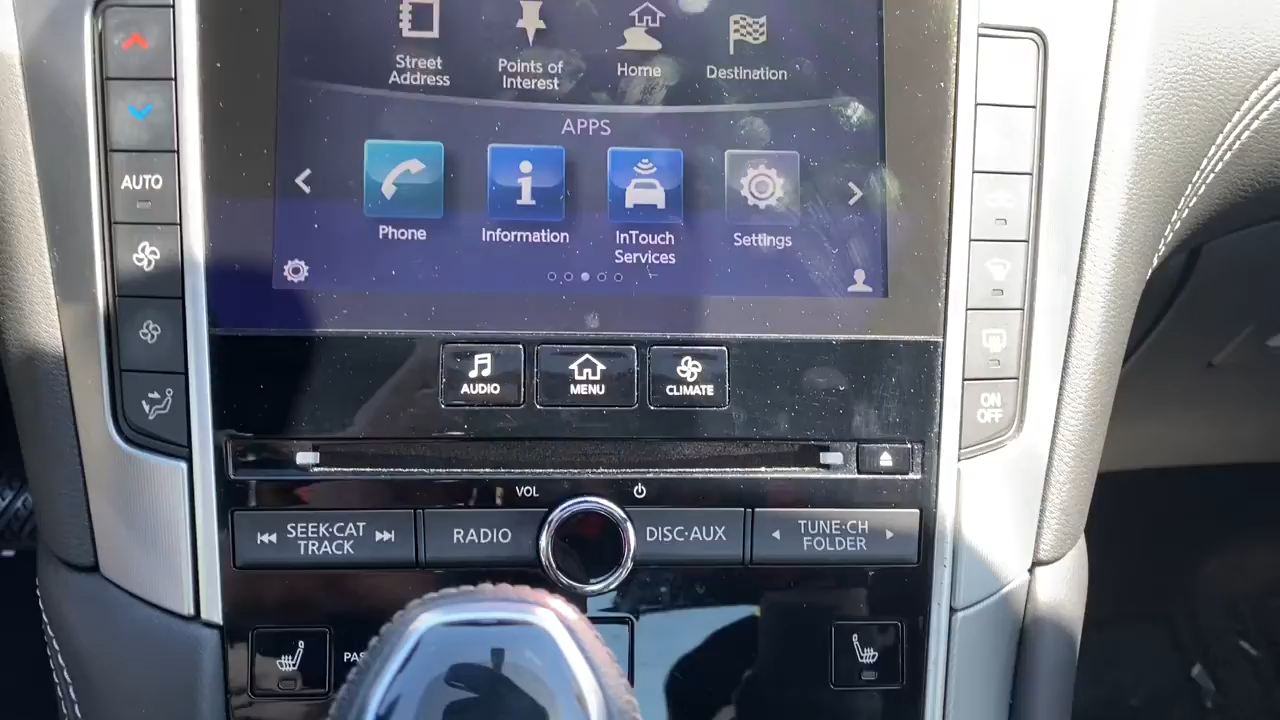 Street
Address
Points of
Interest
Home
Destination
APPS
Phone
Information
InTouch
Services
Settings
AUTO
AUDIO
MENU
CLIMATE
ON
OFF
VOL
SEEK·CAT
TRACK
RADIO
DISC·AUX
TUNE·CH
FOLDER